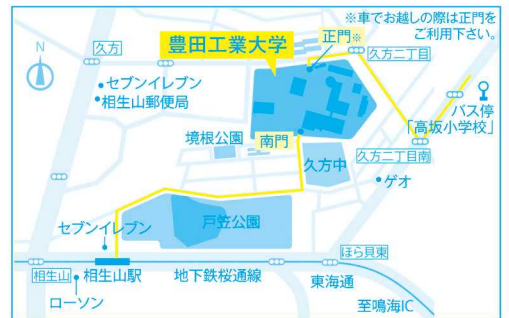 ※車でお越しの際は正門を
ご利用下さい。
N
久方
豊田工業大学
正門※
久方二丁目
・セブンイレブン
・相生山郵便局
バス停
「高坂小学校」
境根公園
南門
久方中
久方二丁目南
・ゲオ
戸笠公園
セブンイレブン
ほら貝東
相生山
相生山駅
地下鉄桜通線
東海通
ローソン
至鳴海IC